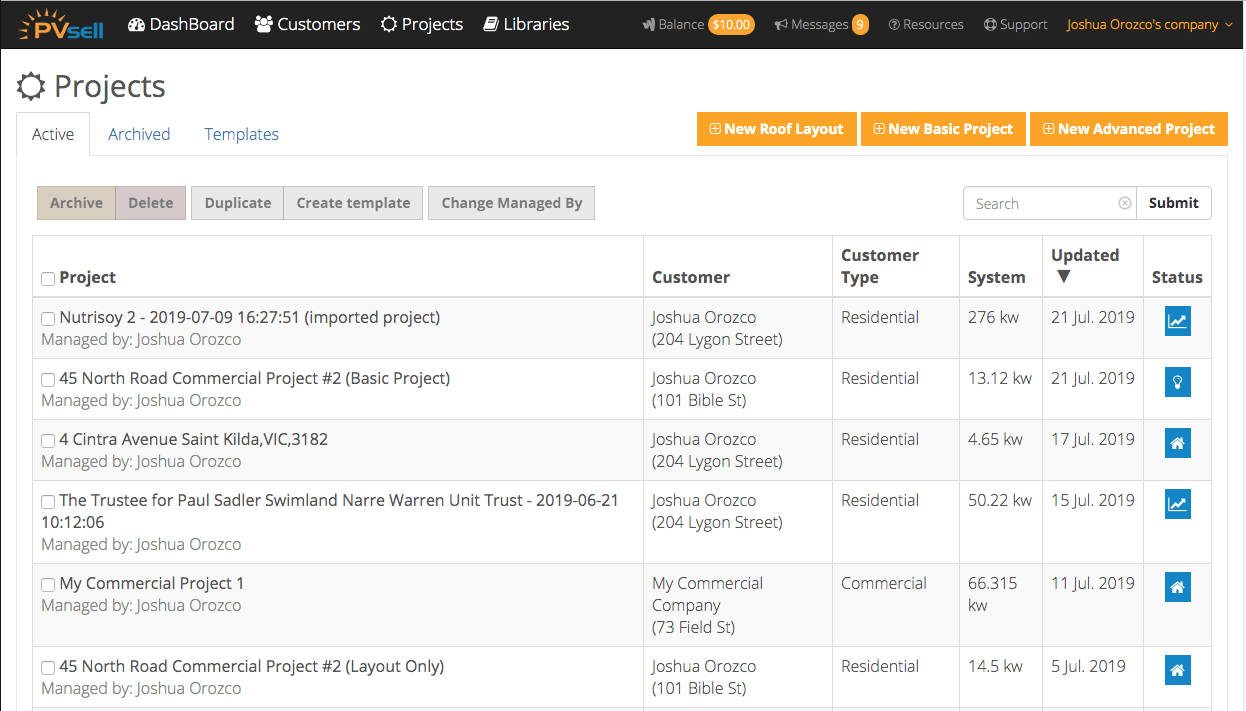 PVsell DashBoard Customers Projects Libraries Balance $10.00 Messages 9 Resources Support Joshua Orozco's company
Projects
Active Archived Templates New Roof Layout New Basic Project New Advanced Project
Archive Delete Duplicate Create template Change Managed By Search Submit
Project Customer Customer Type System Updated ▼ Status
Nutrisoy 2 - 2019-07-09 16:27:51 (imported project) Joshua Orozco Residential 276 kw 21 Jul. 2019
Managed by: Joshua Orozco (204 Lygon Street)
45 North Road Commercial Project #2 (Basic Project) Joshua Orozco Residential 13.12 kw 21 Jul. 2019
Managed by: Joshua Orozco (101 Bible St)
4 Cintra Avenue Saint Kilda,VIC,3182 Joshua Orozco Residential 4.65 kw 17 Jul. 2019
Managed by: Joshua Orozco (204 Lygon Street)
The Trustee for Paul Sadler Swimland Narre Warren Unit Trust - 2019-06-21 Joshua Orozco Residential 50.22 kw 15 Jul. 2019
10:12:06 (204 Lygon Street)
Managed by: Joshua Orozco
My Commercial Project 1 My Commercial Commercial 66.315 11 Jul. 2019
Managed by: Joshua Orozco Company kw
(73 Field St)
45 North Road Commercial Project #2 (Layout Only) Joshua Orozco Residential 14.5 kw 5 Jul. 2019
Managed by: Joshua Orozco (101 Bible St)